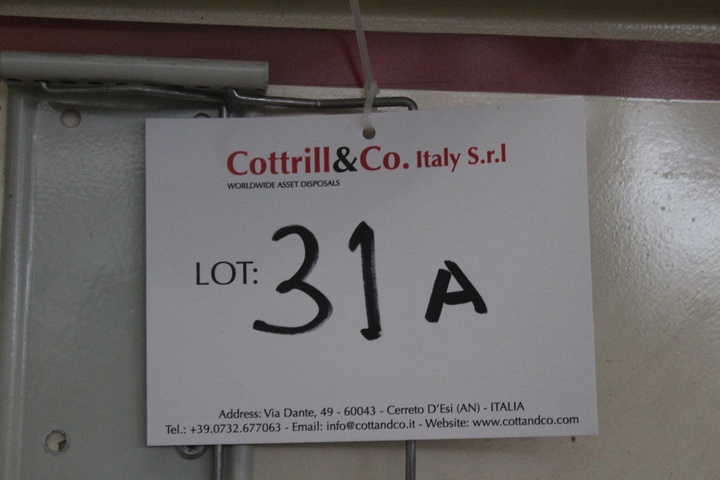 Cottrill&Co. Italy S.r.l
WORLDWIDE ASSET DISPOSALS
LOT: 31 A
Address: Via Dante, 49 - 60043 - Cerreto D'Esi (AN) - ITALIA
Tel.: +39.0732.677063 - Email: info@cottandco.it - Website: www.cottandco.com